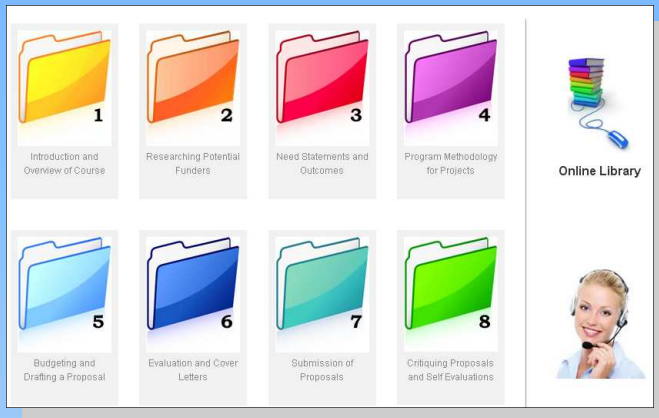 1
Introduction and
Overview of Course
2
Researching Potential
Funders
3
Need Statements and
Outcomes
4
Program Methodology
for Projects
Online Library
5
Budgeting and
Drafting a Proposal
6
Evaluation and Cover
Letters
7
Submission of
Proposals
8
Critiquing Proposals
and Self Evaluations